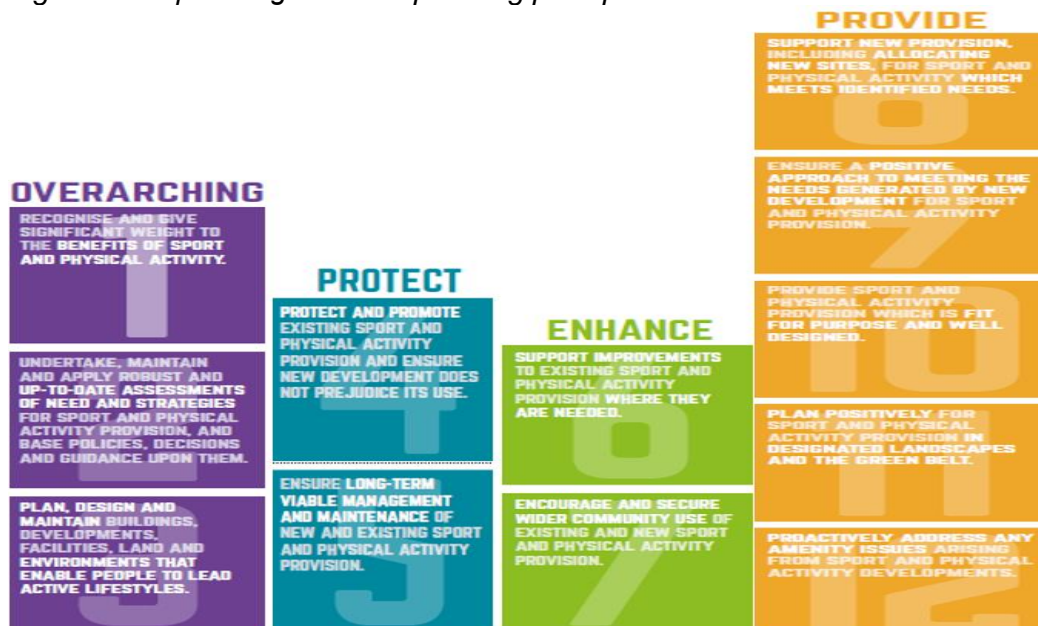 OVERARCHING
RECOGNISE AND GIVE
SIGNIFICANT WEIGHT TO
THE BENEFITS OF SPORT
AND PHYSICAL ACTIVITY.
1
UNDERTAKE, MAINTAIN
AND APPLY ROBUST AND
UP-TO-DATE ASSESSMENTS
OF NEED AND STRATEGIES
FOR SPORT AND PHYSICAL
ACTIVITY PROVISION, AND
BASE POLICIES, DECISIONS
AND GUIDANCE UPON THEM.
PLAN, DESIGN AND
MAINTAIN BUILDINGS,
DEVELOPMENTS,
FACILITIES, LAND AND
ENVIRONMENTS THAT
ENABLE PEOPLE TO LEAD
ACTIVE LIFESTYLES.
3
PROTECT
PROTECT AND PROMOTE
EXISTING SPORT AND
PHYSICAL ACTIVITY
PROVISION AND ENSURE
NEW DEVELOPMENT DOES
NOT PREJUDICE ITS USE.
4
ENSURE LONG-TERM
VIABLE MANAGEMENT
AND MAINTENANCE OF
NEW AND EXISTING SPORT
AND PHYSICAL ACTIVITY
PROVISION.
5
ENHANCE
SUPPORT IMPROVEMENTS
TO EXISTING SPORT AND
PHYSICAL ACTIVITY
PROVISION WHERE THEY
ARE NEEDED.
6
ENCOURAGE AND SECURE
WIDER COMMUNITY USE OF
EXISTING AND NEW SPORT
AND PHYSICAL ACTIVITY
PROVISION.
7
PROVIDE
SUPPORT NEW PROVISION,
INCLUDING ALLOCATING
NEW SITES, FOR SPORT AND
PHYSICAL ACTIVITY WHICH
MEETS IDENTIFIED NEEDS.
8
ENSURE A POSITIVE
APPROACH TO MEETING THE
NEEDS GENERATED BY NEW
DEVELOPMENT FOR SPORT
AND PHYSICAL ACTIVITY
PROVISION.
PROVIDE SPORT AND
PHYSICAL ACTIVITY
PROVISION WHICH IS FIT
FOR PURPOSE AND WELL
DESIGNED.
10
PLAN POSITIVELY FOR
SPORT AND PHYSICAL
ACTIVITY PROVISION IN
DESIGNATED LANDSCAPES
AND THE GREEN BELT.
11
PROACTIVELY ADDRESS ANY
AMENITY ISSUES ARISING
FROM SPORT AND PHYSICAL
ACTIVITY DEVELOPMENTS.
12